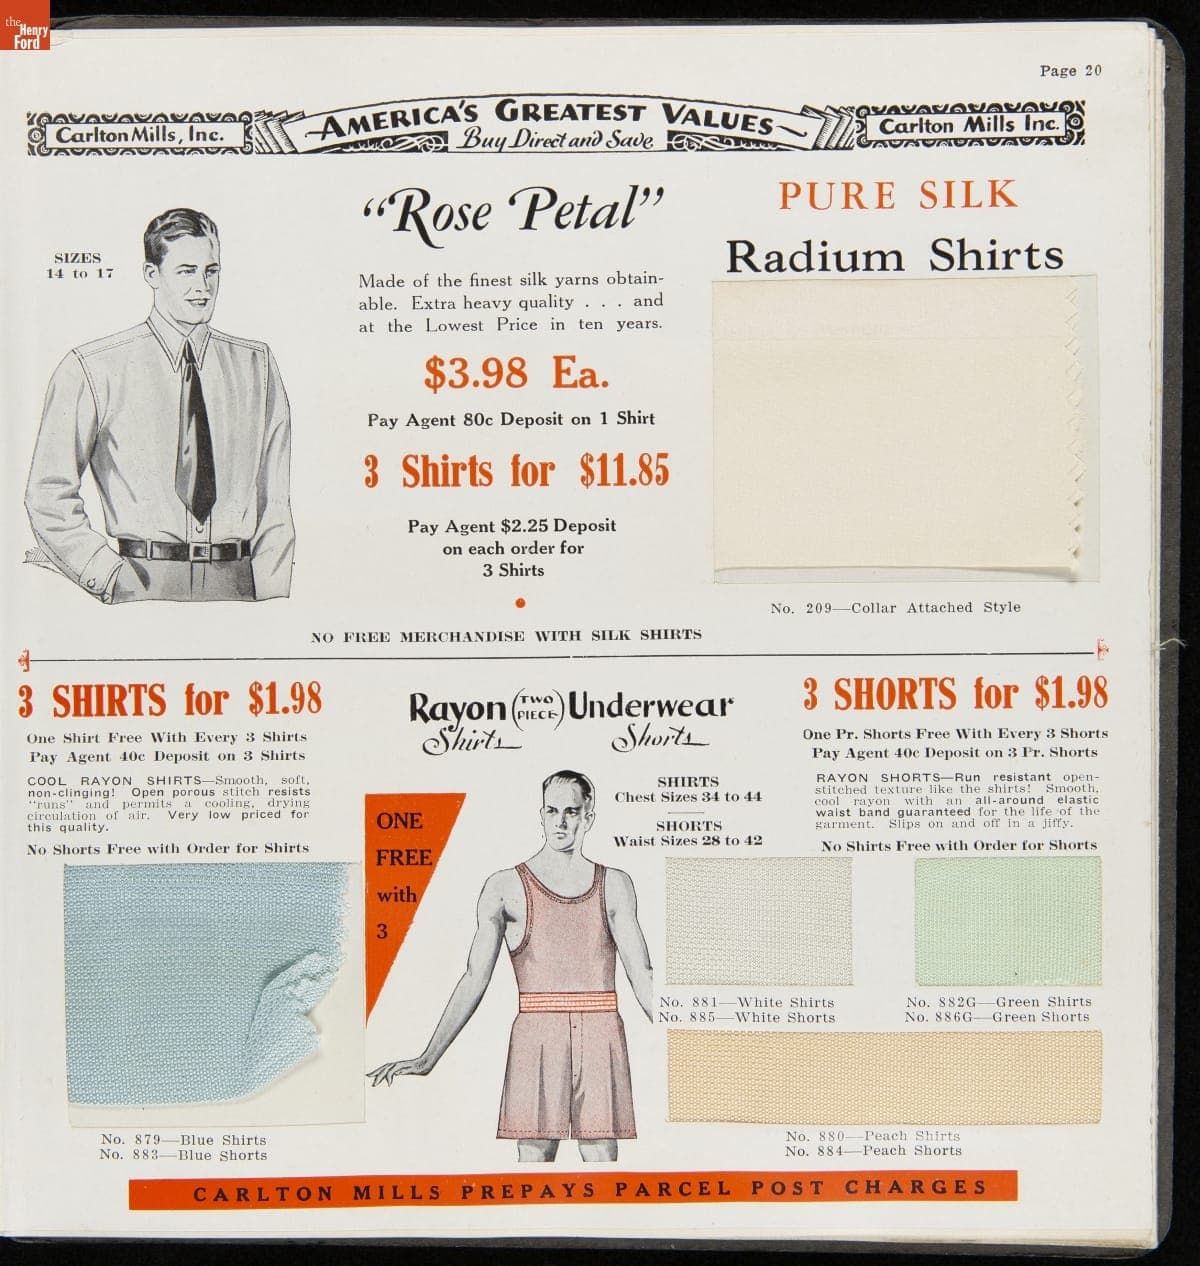 the
Henry
Ford
Page 20
Carlton Mills, Inc.
AMERICA'S GREATEST VALUES
Buy Direct and Save
Carlton Mills Inc.
SIZES
14 to 17
"Rose Petal"
Made of the finest silk yarns obtain-
able. Extra heavy quality . . . and
at the Lowest Price in ten years.
$3.98 Ea.
Pay Agent 80c Deposit on 1 Shirt
3 Shirts for $11.85
Pay Agent $2.25 Deposit
on each order for
3 Shirts
PURE SILK
Radium Shirts
No. 209—Collar Attached Style
NO FREE MERCHANDISE WITH SILK SHIRTS
3 SHIRTS for $1.98
One Shirt Free With Every 3 Shirts
Pay Agent 40c Deposit on 3 Shirts
COOL RAYON SHIRTS—Smooth, soft,
non-clinging! Open porous stitch resists
"runs" and permits a cooling, drying
circulation of air. Very low priced for
this quality.
No Shorts Free with Order for Shirts
No. 879—Blue Shirts
No. 883—Blue Shorts
Rayon (TWO PIECE) Underwear
Shirts Shorts
ONE
FREE
with
3
SHIRTS
Chest Sizes 34 to 44
SHORTS
Waist Sizes 28 to 42
3 SHORTS for $1.98
One Pr. Shorts Free With Every 3 Shorts
Pay Agent 40c Deposit on 3 Pr. Shorts
RAYON SHORTS—Run resistant open-
stitched texture like the shirts! Smooth,
cool rayon with an all-around elastic
waist band guaranteed for the life of the
garment. Slips on and off in a jiffy.
No Shirts Free with Order for Shorts
No. 881—White Shirts
No. 885—White Shorts
No. 882G—Green Shirts
No. 886G—Green Shorts
No. 880—Peach Shirts
No. 884—Peach Shorts
CARLTON MILLS PREPAYS PARCEL POST CHARGES